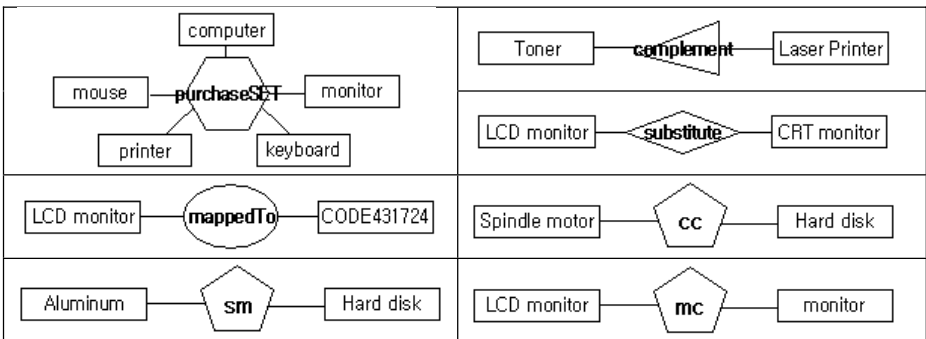 computer
mouse purchaseSET monitor
printer keyboard
Toner complement Laser Printer
LCD monitor substitute CRT monitor
LCD monitor mappedTo CODE431724
Spindle motor cc Hard disk
Aluminum sm Hard disk
LCD monitor mc monitor